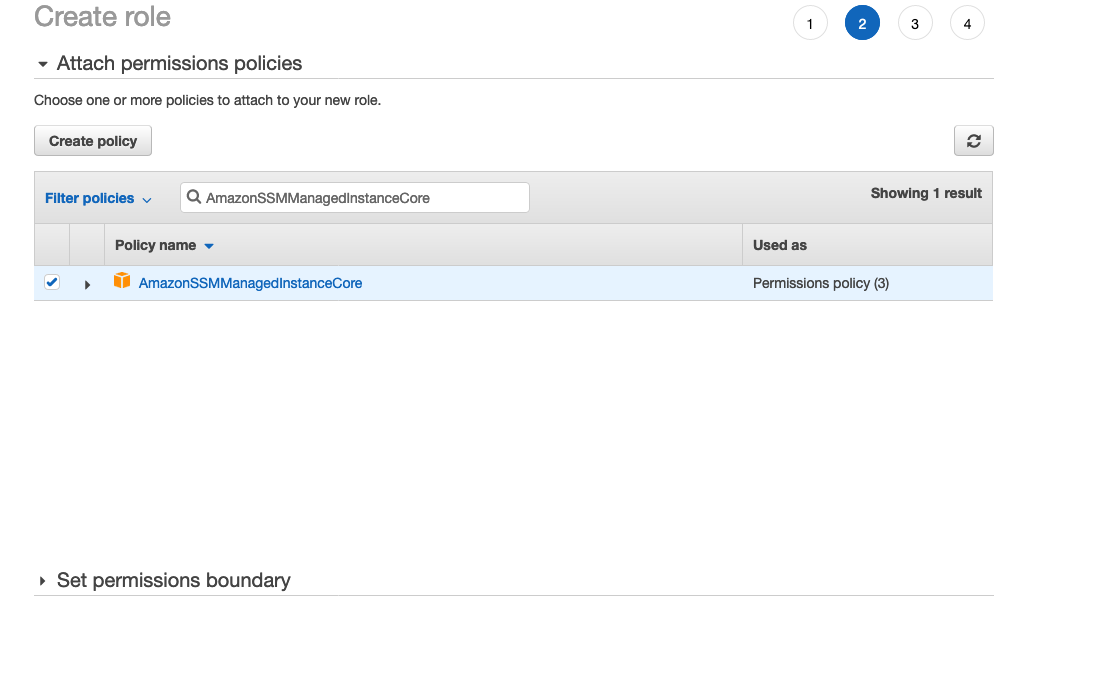 Create role
1 2 3 4
Attach permissions policies
Choose one or more policies to attach to your new role.
Create policy
Filter policies AmazonSSMManagedInstanceCore Showing 1 result
Policy name Used as
AmazonSSMManagedInstanceCore Permissions policy (3)
Set permissions boundary